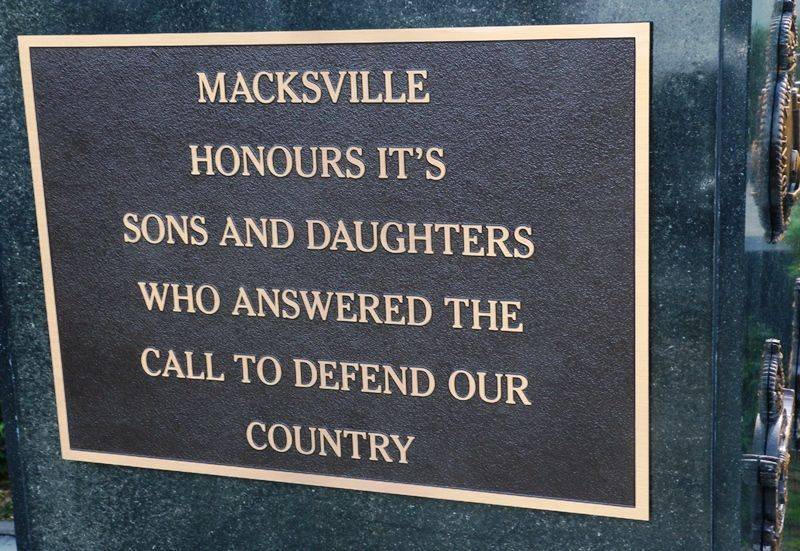 MACKSVILLE
HONOURS IT'S
SONS AND DAUGHTERS
WHO ANSWERED THE
CALL TO DEFEND OUR
COUNTRY